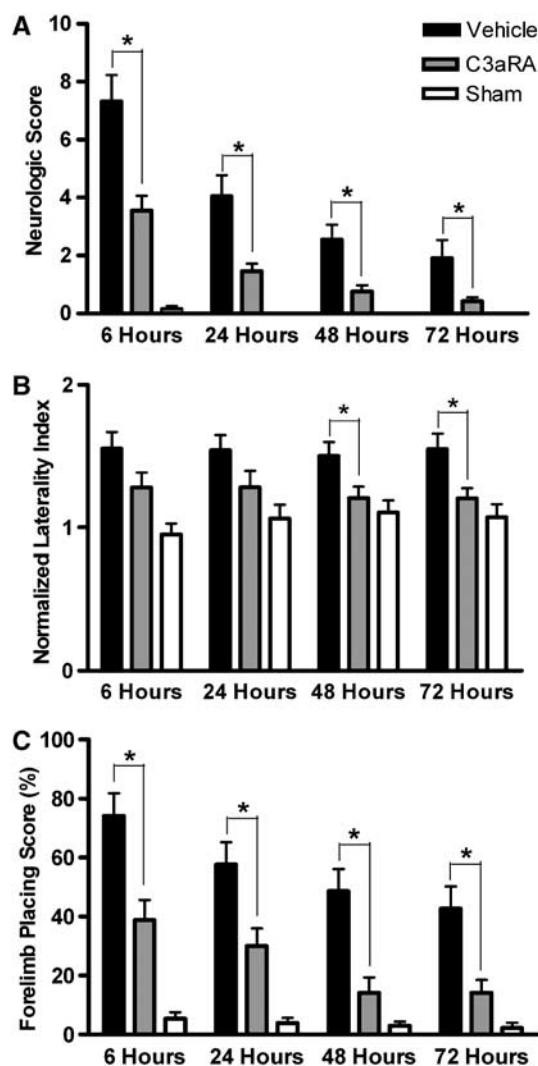 A
Neurologic Score
10
8
6
4
2
0
Vehicle
C3aRA
Sham
*
*
*
*
6 Hours 24 Hours 48 Hours 72 Hours
B
Normalized Laterality Index
2
1
0
*
*
6 Hours 24 Hours 48 Hours 72 Hours
C
Forelimb Placing Score (%)
100
80
60
40
20
0
*
*
*
*
6 Hours 24 Hours 48 Hours 72 Hours